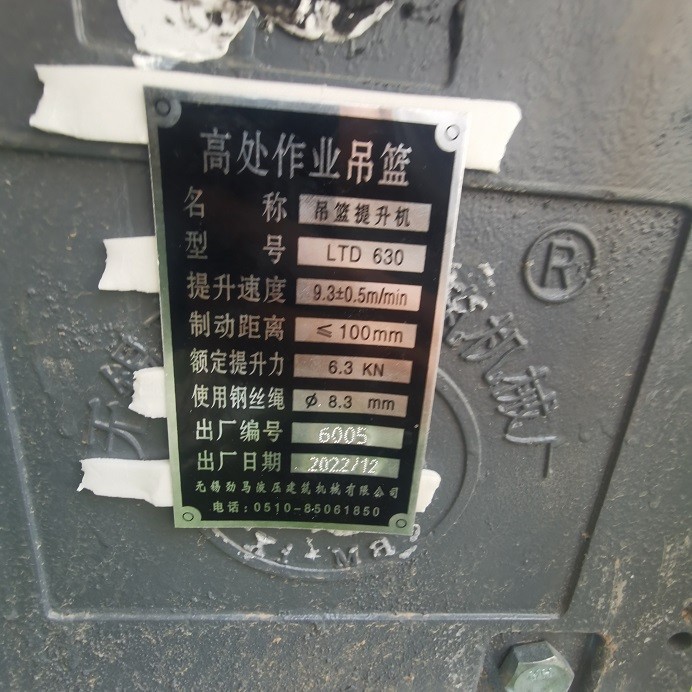 高处作业吊篮
名 称 吊篮提升机
型 号 LTD 630
提升速度 9.3±0.5m/min
制动距离 ≤100mm
额定提升力 6.3 KN
使用钢丝绳 ϕ 8.3 mm
出厂编号 6005
出厂日期 2022/12
无锡劲马液压建筑机械有限公司
电话:0510-85061850
®
机械厂